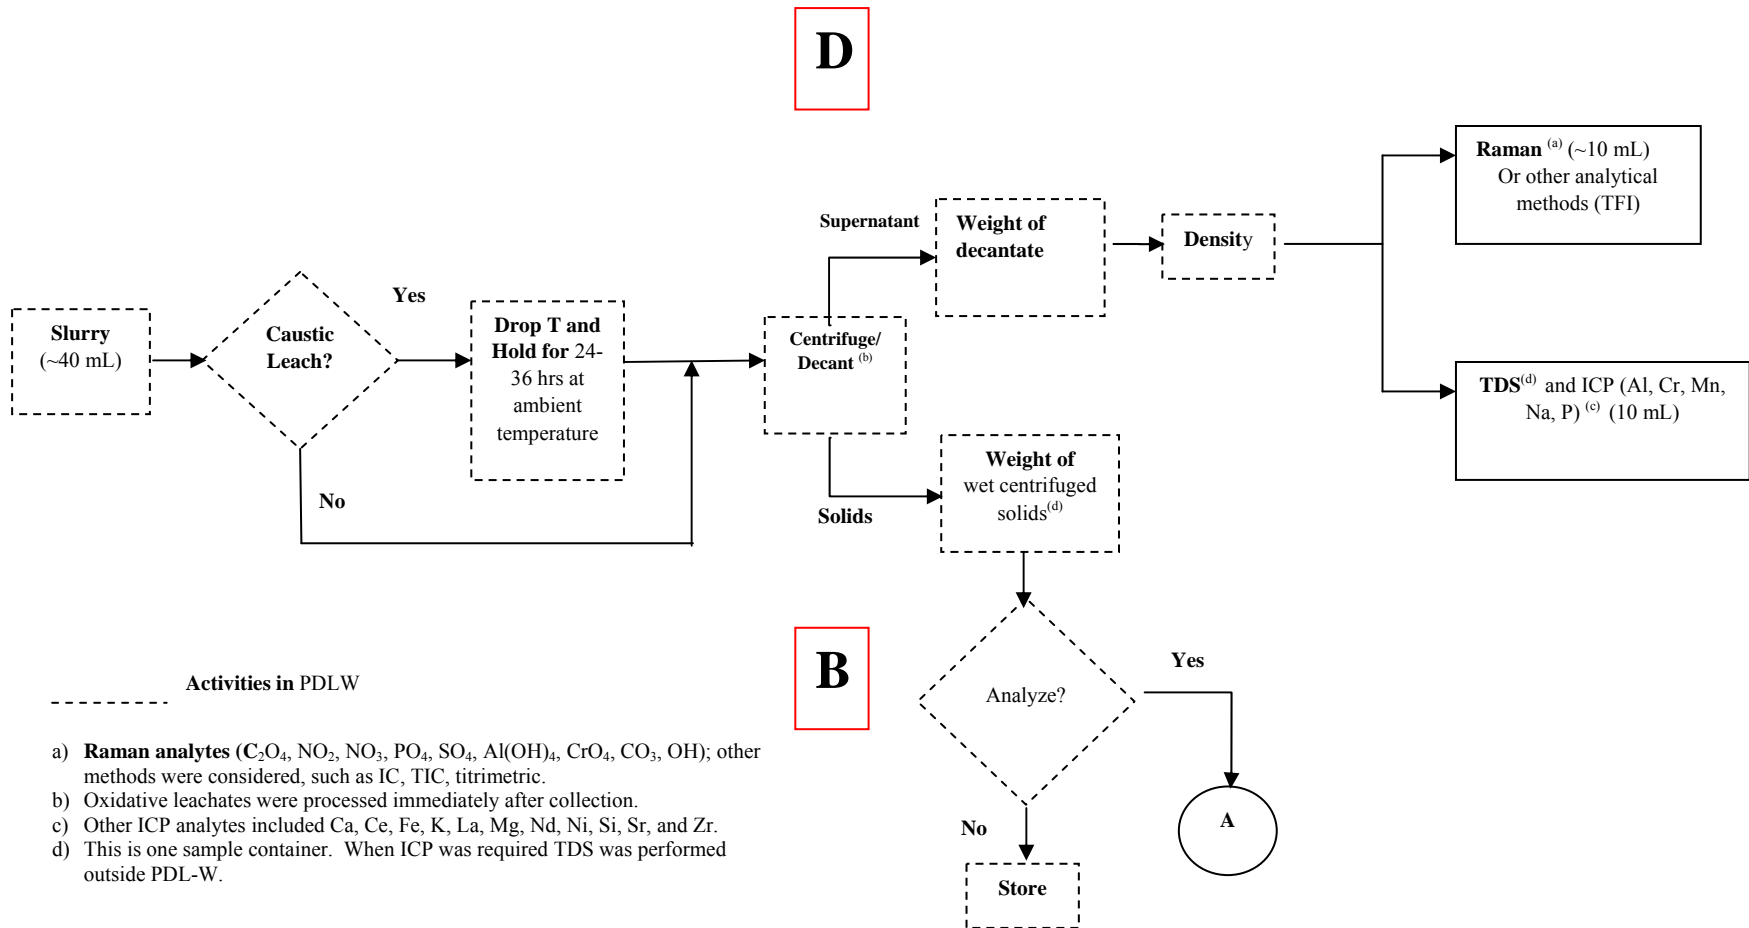 D
Raman (a) (~10 mL)
Or other analytical
methods (TFI)
Supernatant
Weight of
decantate
Density
Yes
Slurry
(~40 mL)
Caustic
Leach?
Drop T and
Hold for 24-
36 hrs at
ambient
temperature
Centrifuge/
Decant (b)
TDS(d) and ICP (Al, Cr, Mn,
Na, P) (c) (10 mL)
No
Solids
Weight of
wet centrifuged
solids(d)
B
Analyze?
Yes
A
No
Store
Activities in PDLW
a) Raman analytes (C₂O₄, NO₂, NO₃, PO₄, SO₄, Al(OH)₄, CrO₄, CO₃, OH); other
methods were considered, such as IC, TIC, titrimetric.
b) Oxidative leachates were processed immediately after collection.
c) Other ICP analytes included Ca, Ce, Fe, K, La, Mg, Nd, Ni, Si, Sr, and Zr.
d) This is one sample container. When ICP was required TDS was performed
outside PDL-W.